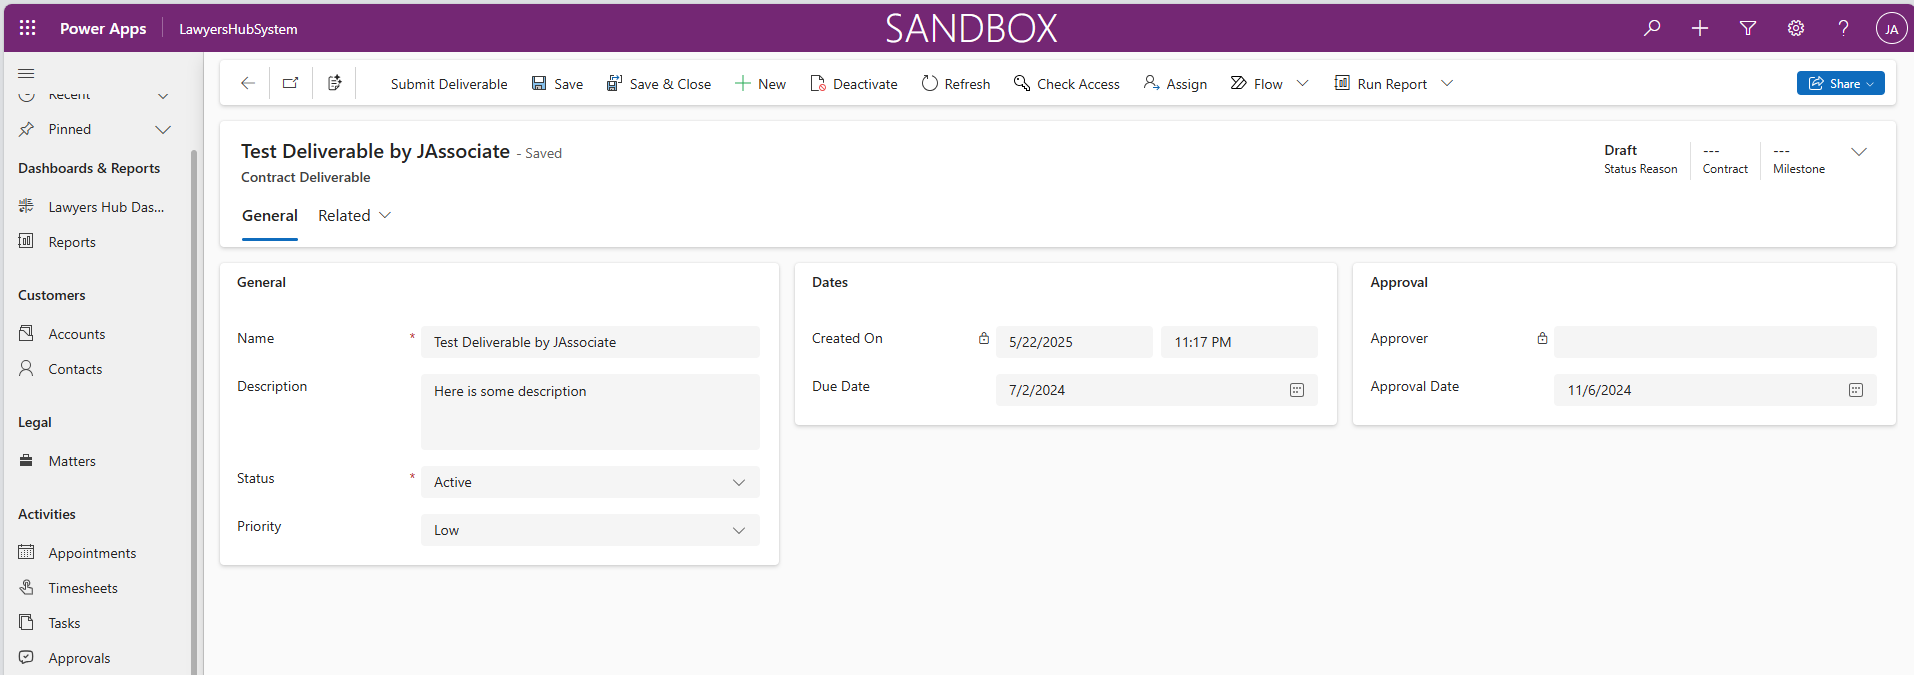 Power Apps
LawyersHubSystem
SANDBOX
JA
Recent
Pinned
Dashboards & Reports
Lawyers Hub Das...
Reports
Customers
Accounts
Contacts
Legal
Matters
Activities
Appointments
Timesheets
Tasks
Approvals
Submit Deliverable
Save
Save & Close
New
Deactivate
Refresh
Check Access
Assign
Flow
Run Report
Share
Test Deliverable by JAssociate - Saved
Contract Deliverable
Draft
Status Reason
---
Contract
---
Milestone
General
Related
General
Name *
Test Deliverable by JAssociate
Description
Here is some description
Status *
Active
Priority
Low
Dates
Created On
5/22/2025
11:17 PM
Due Date
7/2/2024
Approval
Approver
Approval Date
11/6/2024